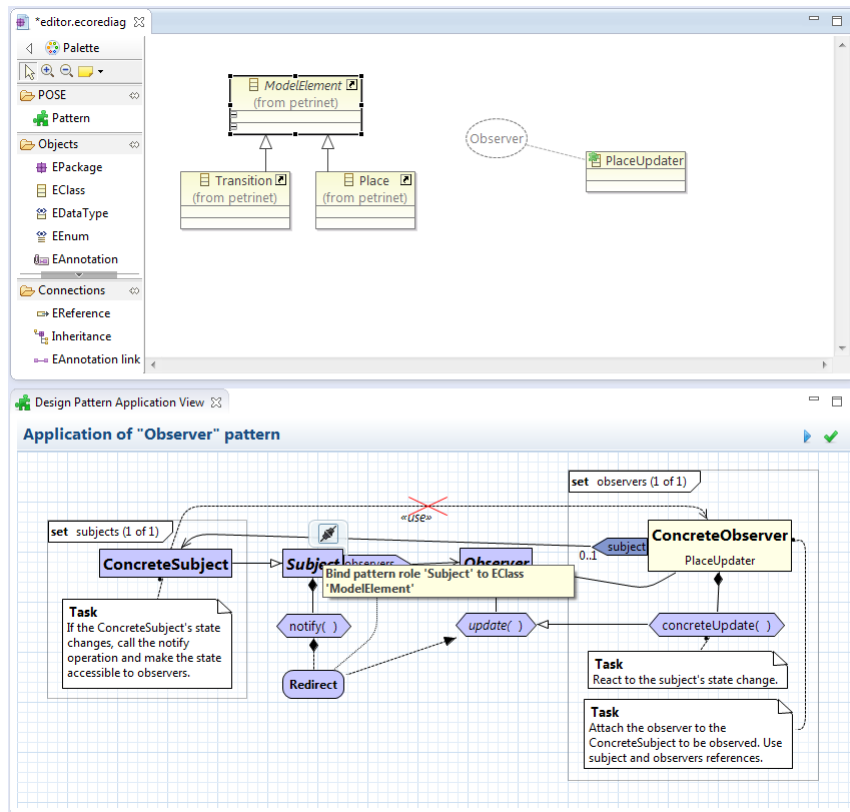 *editor.ecorediag
Palette
POSE
Pattern
Objects
EPackage
EClass
EDataType
EEnum
EAnnotation
Connections
EReference
Inheritance
EAnnotation link
ModelElement
(from petrinet)
Transition
(from petrinet)
Place
(from petrinet)
Observer
PlaceUpdater
Design Pattern Application View
Application of "Observer" pattern
set observers (1 of 1)
set subjects (1 of 1)
«use»
ConcreteSubject
Subject
observers
Observer
0..1
subject
ConcreteObserver
PlaceUpdater
Bind pattern role 'Subject' to EClass
'ModelElement'
notify( )
update( )
concreteUpdate( )
Redirect
Task
If the ConcreteSubject's state
changes, call the notify
operation and make the state
accessible to observers.
Task
React to the subject's state change.
Task
Attach the observer to the
ConcreteSubject to be observed. Use
subject and observers references.